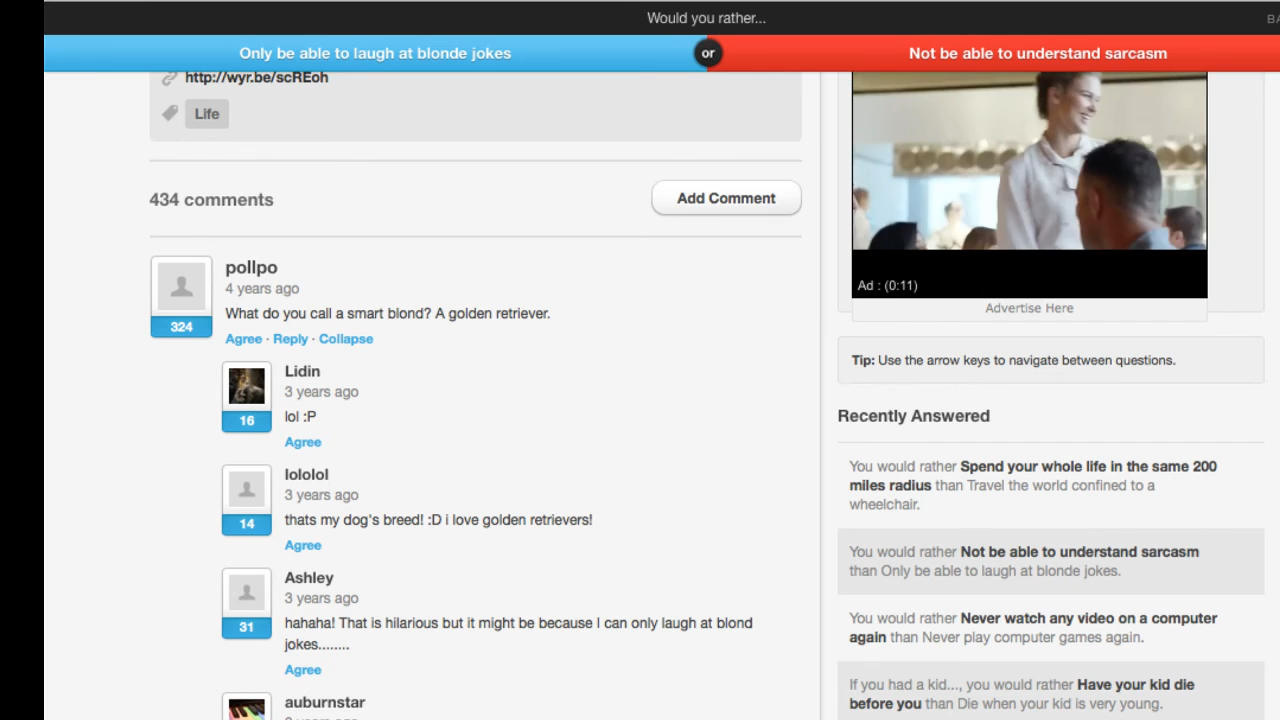 Would you rather...
BA
Only be able to laugh at blonde jokes
or
Not be able to understand sarcasm
http://wyr.be/scREoh
Life
434 comments
Add Comment
pollpo
4 years ago
324
What do you call a smart blond? A golden retriever.
Agree · Reply · Collapse
Lidin
3 years ago
16
lol :P
Agree
lololol
3 years ago
14
thats my dog's breed! :D i love golden retrievers!
Agree
Ashley
3 years ago
31
hahaha! That is hilarious but it might be because I can only laugh at blond
jokes........
Agree
auburnstar
Ad : (0:11)
Advertise Here
Tip: Use the arrow keys to navigate between questions.
Recently Answered
You would rather Spend your whole life in the same 200
miles radius than Travel the world confined to a
wheelchair.
You would rather Not be able to understand sarcasm
than Only be able to laugh at blonde jokes.
You would rather Never watch any video on a computer
again than Never play computer games again.
If you had a kid..., you would rather Have your kid die
before you than Die when your kid is very young.